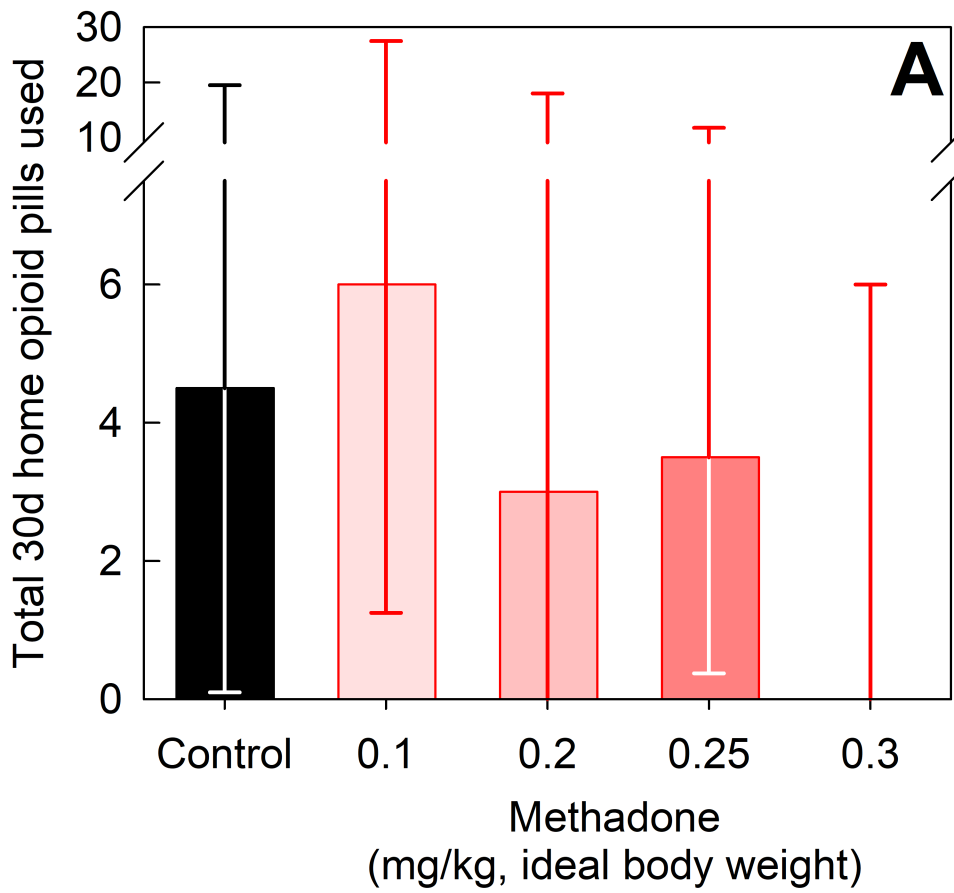 A
Total 30d home opioid pills used
30
20
10
6
4
2
0
Control 0.1 0.2 0.25 0.3
Methadone
(mg/kg, ideal body weight)